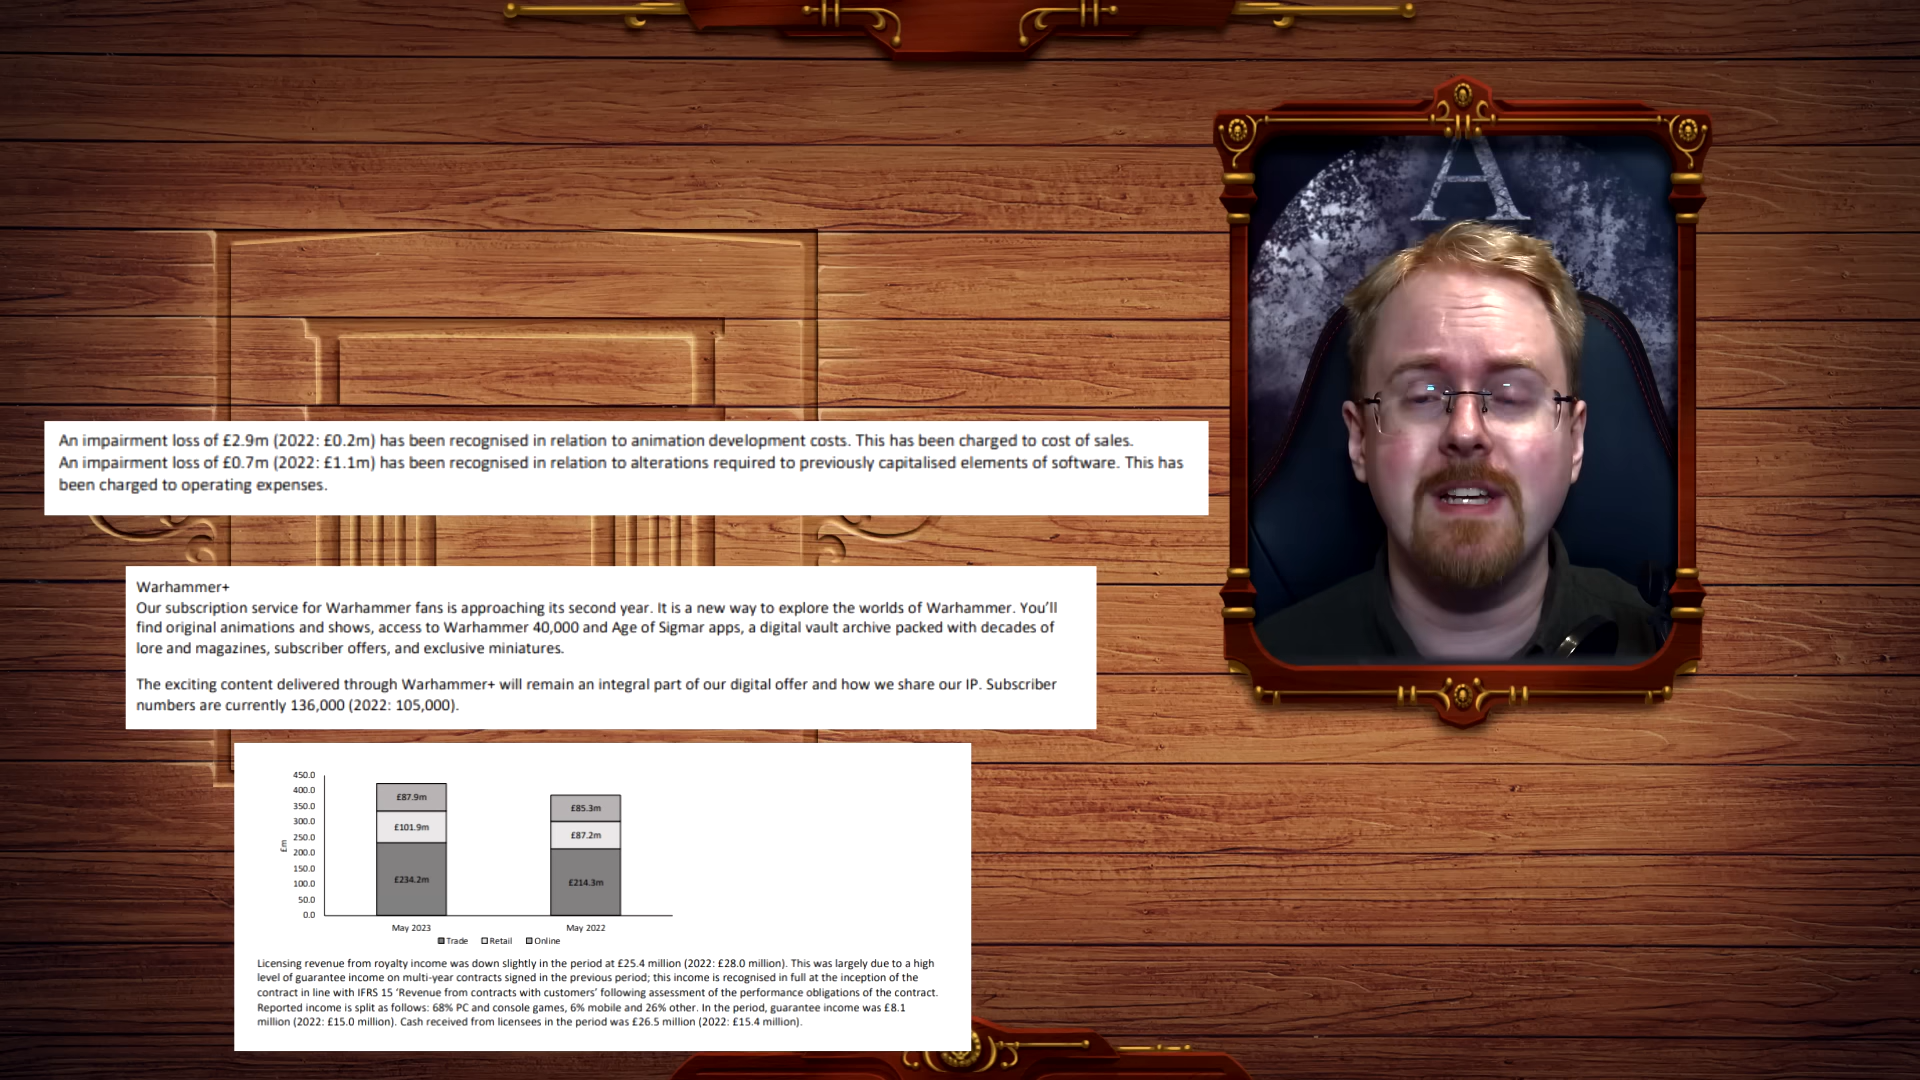 A
An impairment loss of £2.9m (2022: £0.2m) has been recognised in relation to animation development costs. This has been charged to cost of sales.
An impairment loss of £0.7m (2022: £1.1m) has been recognised in relation to alterations required to previously capitalised elements of software. This has
been charged to operating expenses.
Warhammer+
Our subscription service for Warhammer fans is approaching its second year. It is a new way to explore the worlds of Warhammer. You’ll
find original animations and shows, access to Warhammer 40,000 and Age of Sigmar apps, a digital vault archive packed with decades of
lore and magazines, subscriber offers, and exclusive miniatures.
The exciting content delivered through Warhammer+ will remain an integral part of our digital offer and how we share our IP. Subscriber
numbers are currently 136,000 (2022: 105,000).
£m
450.0
400.0
350.0
300.0
250.0
200.0
150.0
100.0
50.0
0.0
£87.9m
£101.9m
£234.2m
£85.3m
£87.2m
£214.3m
May 2023 May 2022
Trade Retail Online
Licensing revenue from royalty income was down slightly in the period at £25.4 million (2022: £28.0 million). This was largely due to a high
level of guarantee income on multi-year contracts signed in the previous period; this income is recognised in full at the inception of the
contract in line with IFRS 15 ‘Revenue from contracts with customers’ following assessment of the performance obligations of the contract.
Reported income is split as follows: 68% PC and console games, 6% mobile and 26% other. In the period, guarantee income was £8.1
million (2022: £15.0 million). Cash received from licensees in the period was £26.5 million (2022: £15.4 million).